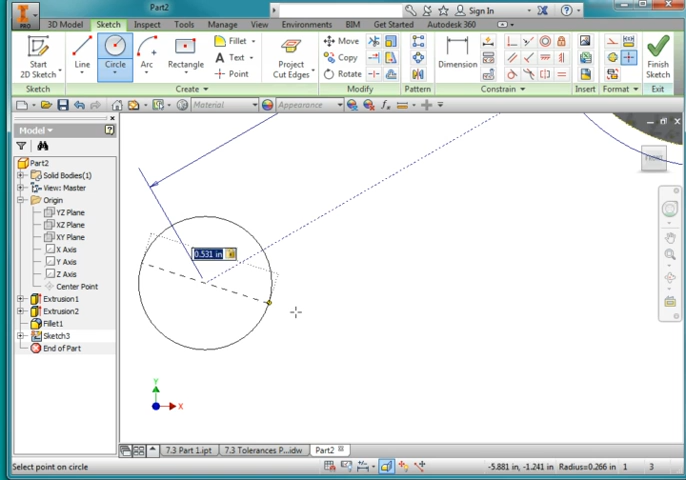 Part2
Sign In
PRO
3D Model
Sketch
Inspect
Tools
Manage
View
Environments
BIM
Get Started
Autodesk 360
Start
2D Sketch
Line
Circle
Arc
Rectangle
Fillet
Text
Point
Project
Cut Edges
Move
Copy
Rotate
Dimension
Finish
Sketch
Sketch
Create
Modify
Pattern
Constrain
Insert
Format
Exit
Material
Appearance
Model
Part2
Solid Bodies(1)
View: Master
Origin
YZ Plane
XZ Plane
XY Plane
X Axis
Y Axis
Z Axis
Center Point
Extrusion1
Extrusion2
Fillet1
Sketch3
End of Part
0.531 in
Y
X
7.3 Part 1.ipt
7.3 Tolerances P...idw
Part2
Select point on circle
-5.881 in, -1.241 in Radius=0.266 in 1 3